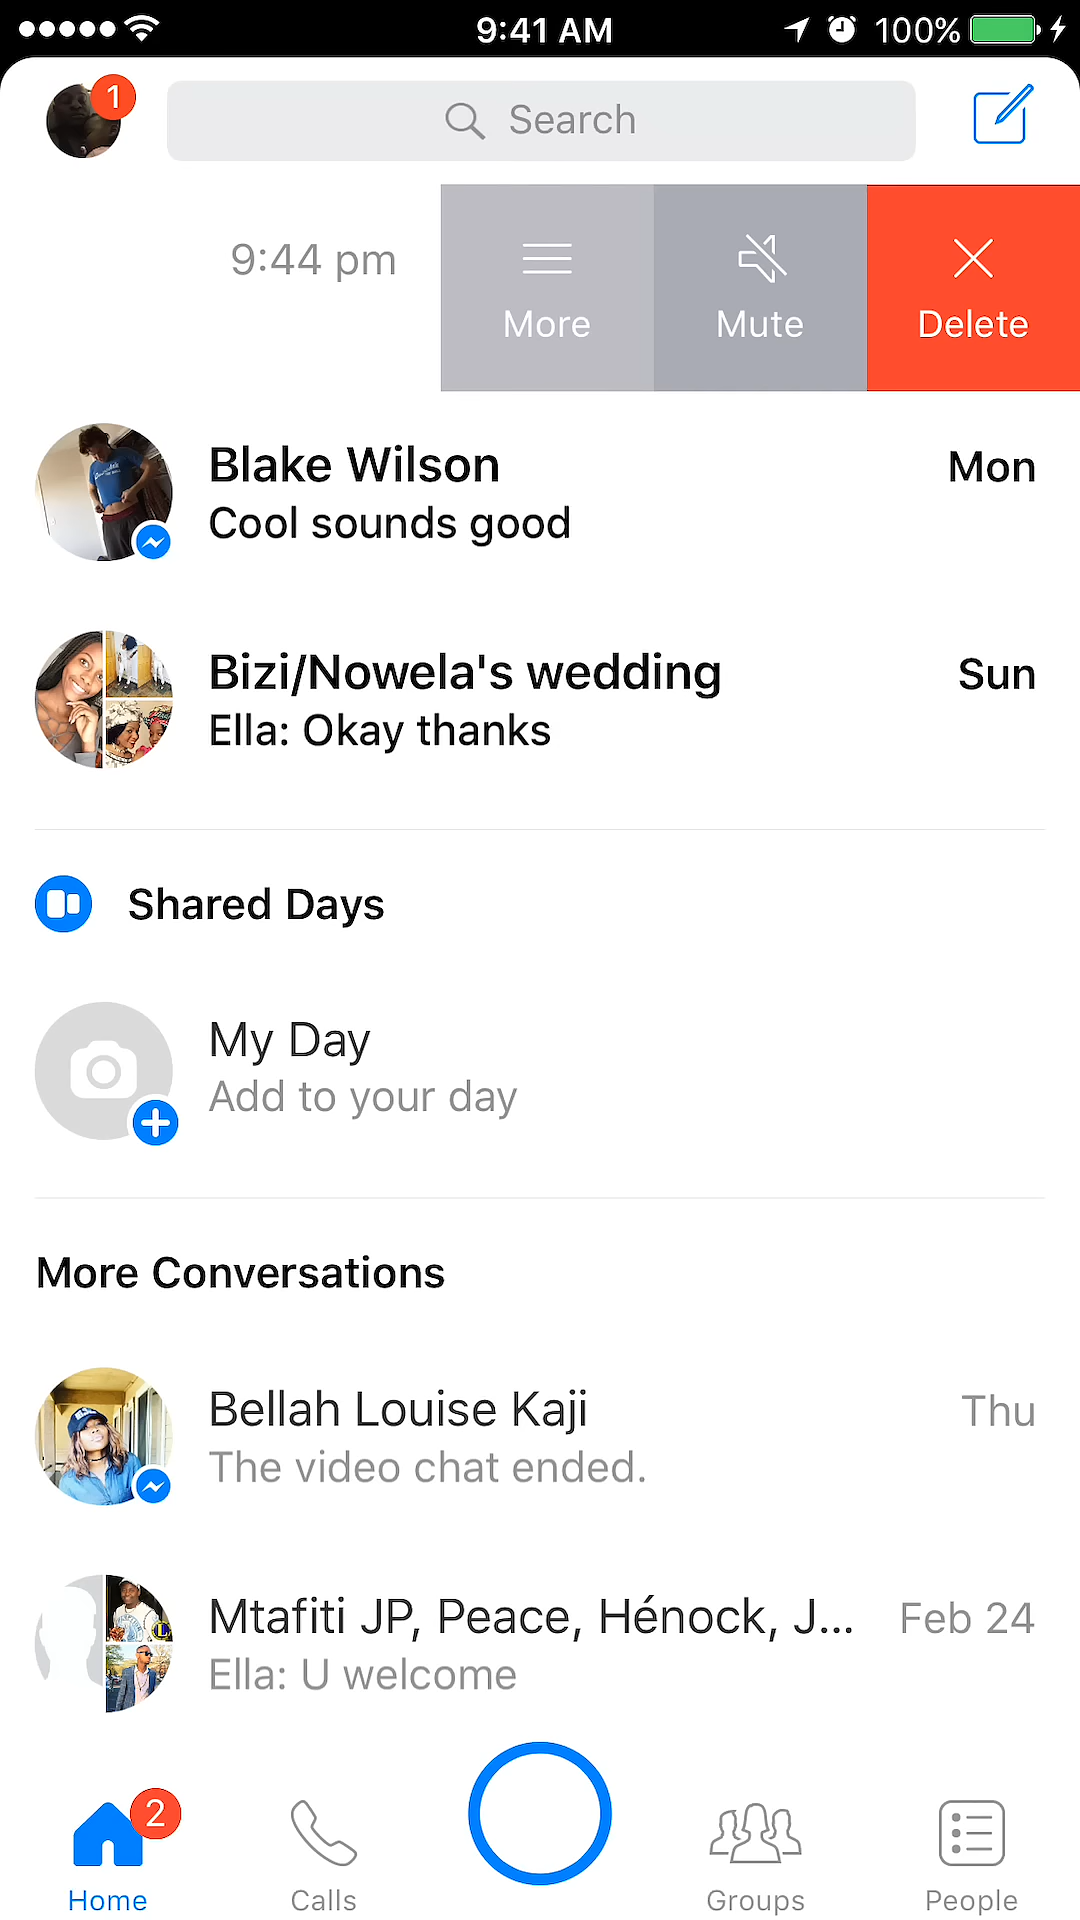 9:41 AM 100%
1
Search
9:44 pm
More Mute Delete
Blake Wilson Mon
Cool sounds good
Bizi/Nowela's wedding Sun
Ella: Okay thanks
Shared Days
My Day
Add to your day
More Conversations
Bellah Louise Kaji Thu
The video chat ended.
Mtafiti JP, Peace, Hénock, J... Feb 24
Ella: U welcome
2
Home Calls Groups People